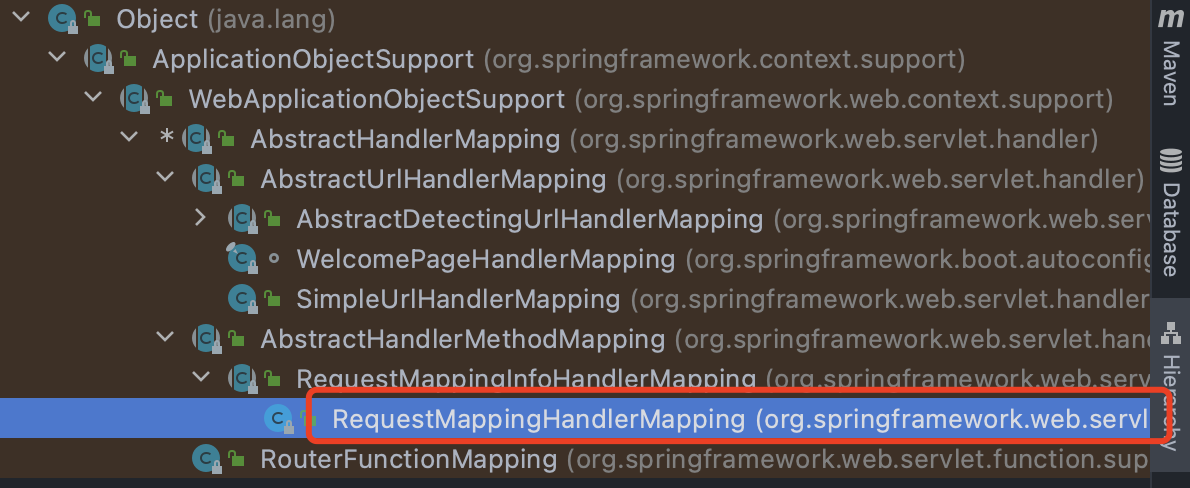 Object (java.lang)
ApplicationObjectSupport (org.springframework.context.support)
WebApplicationObjectSupport (org.springframework.web.context.support)
* AbstractHandlerMapping (org.springframework.web.servlet.handler)
AbstractUrlHandlerMapping (org.springframework.web.servlet.handler)
AbstractDetectingUrlHandlerMapping (org.springframework.web.serv
WelcomePageHandlerMapping (org.springframework.boot.autoconfig
SimpleUrlHandlerMapping (org.springframework.web.servlet.handler
AbstractHandlerMethodMapping (org.springframework.web.servlet.hand
RequestMappingInfoHandlerMapping (org.springframework.web.serv
RequestMappingHandlerMapping (org.springframework.web.servl
RouterFunctionMapping (org.springframework.web.servlet.function.sup
m Maven
Database
Hierarchy